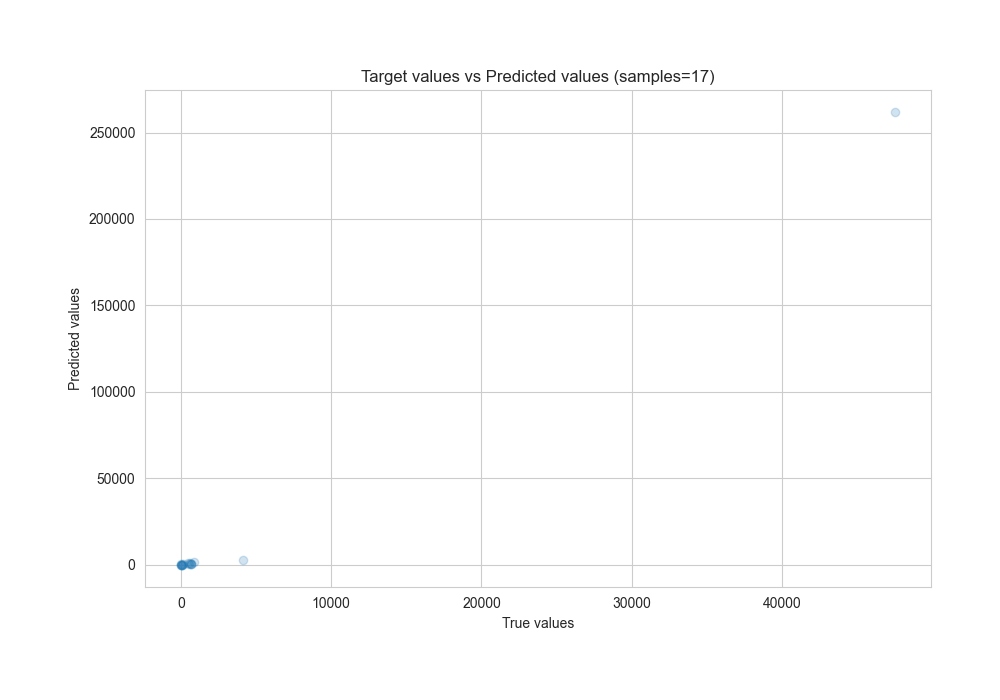 Target values vs Predicted values (samples=17)
250000
200000
150000
100000
50000
0
Predicted values
0 10000 20000 30000 40000
True values